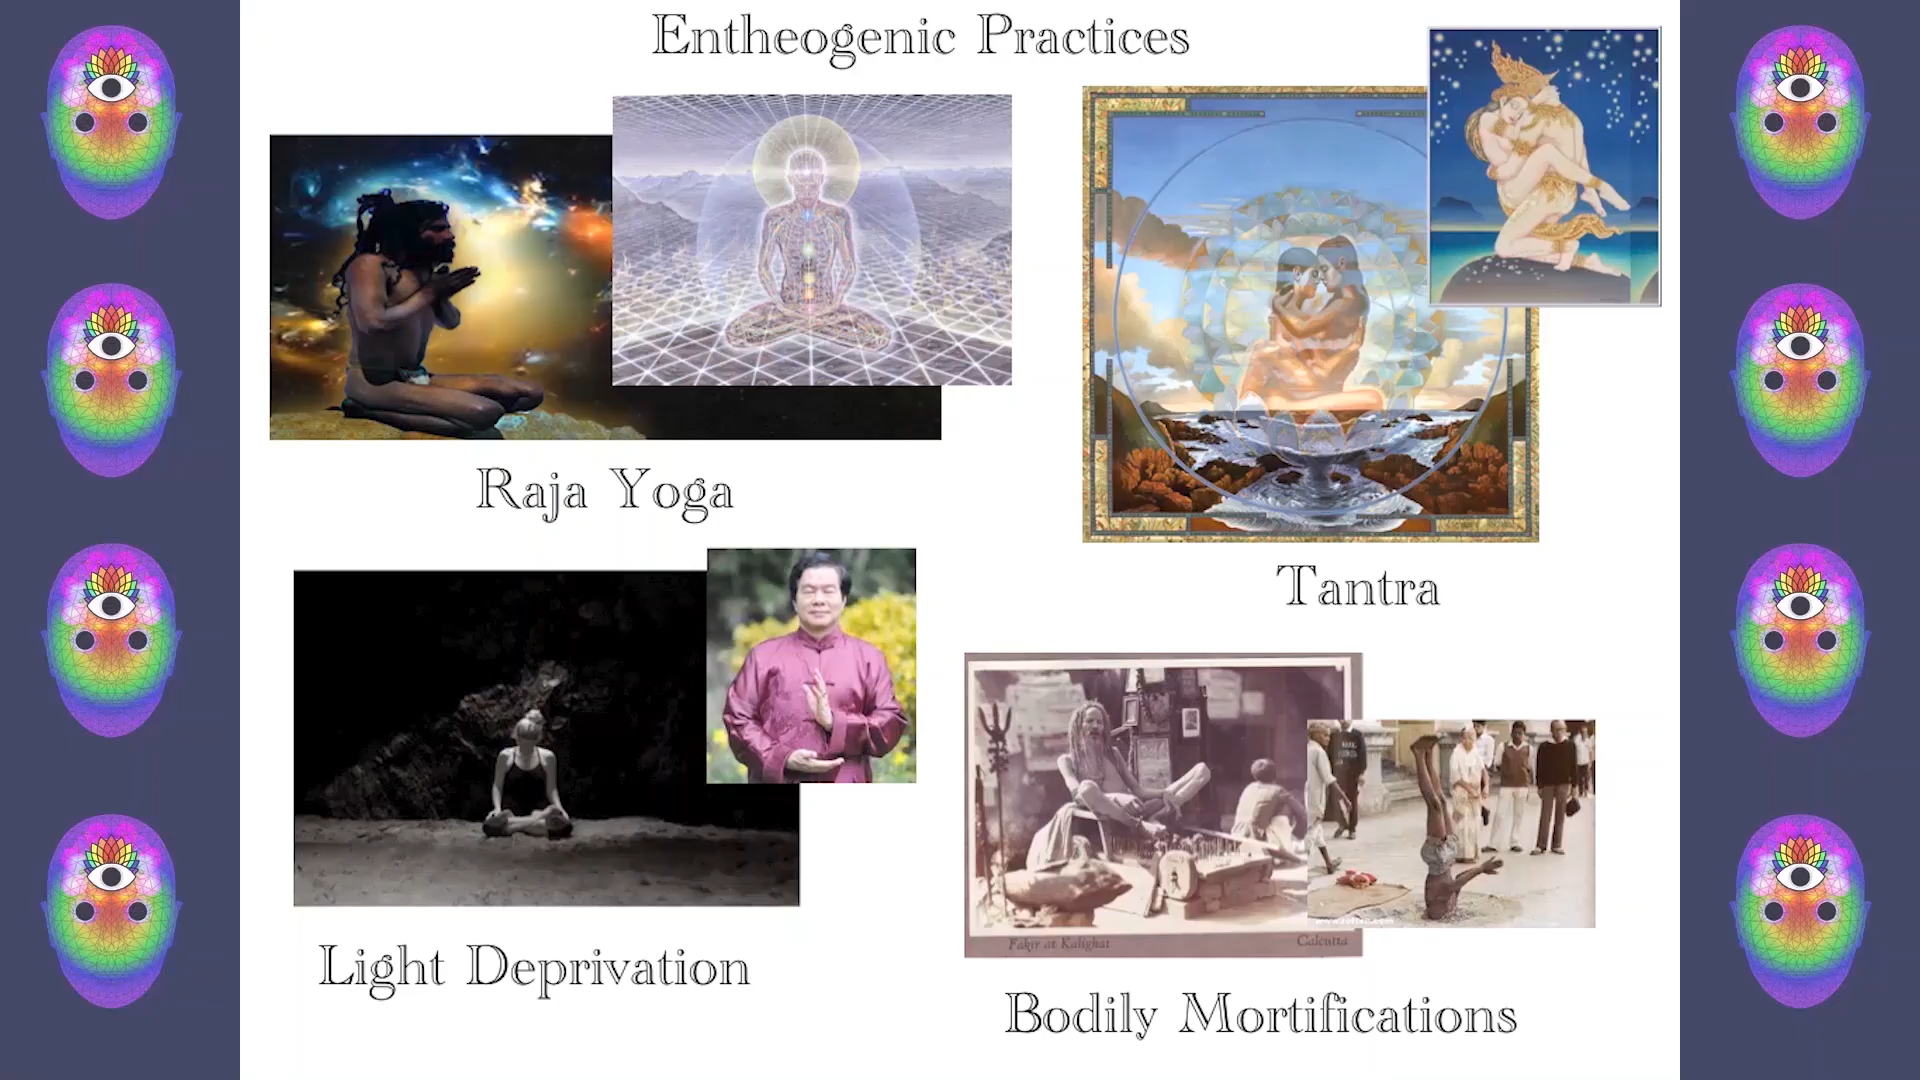 Entheogenic Practices
Raja Yoga
Tantra
Light Deprivation
Fakir at Kalighat
Calcutta
Bodily Mortifications